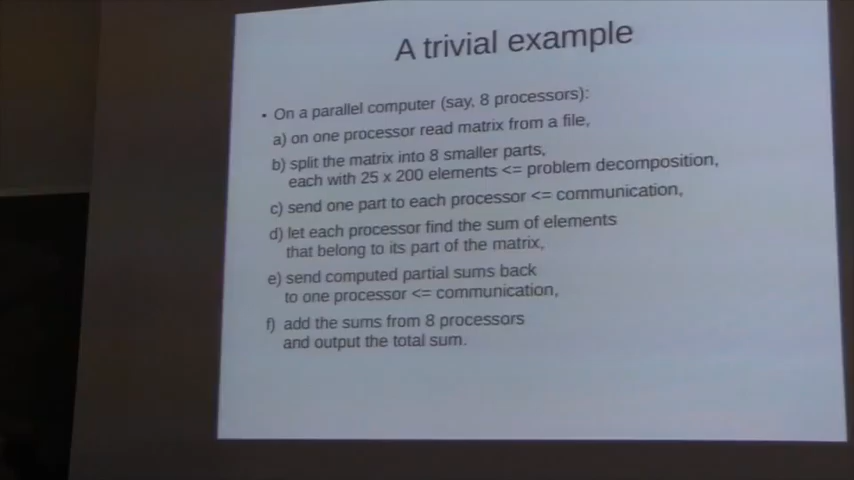 A trivial example
• On a parallel computer (say, 8 processors):
a) on one processor read matrix from a file,
b) split the matrix into 8 smaller parts,
each with 25 x 200 elements <= problem decomposition,
c) send one part to each processor <= communication,
d) let each processor find the sum of elements
that belong to its part of the matrix,
e) send computed partial sums back
to one processor <= communication,
f) add the sums from 8 processors
and output the total sum.